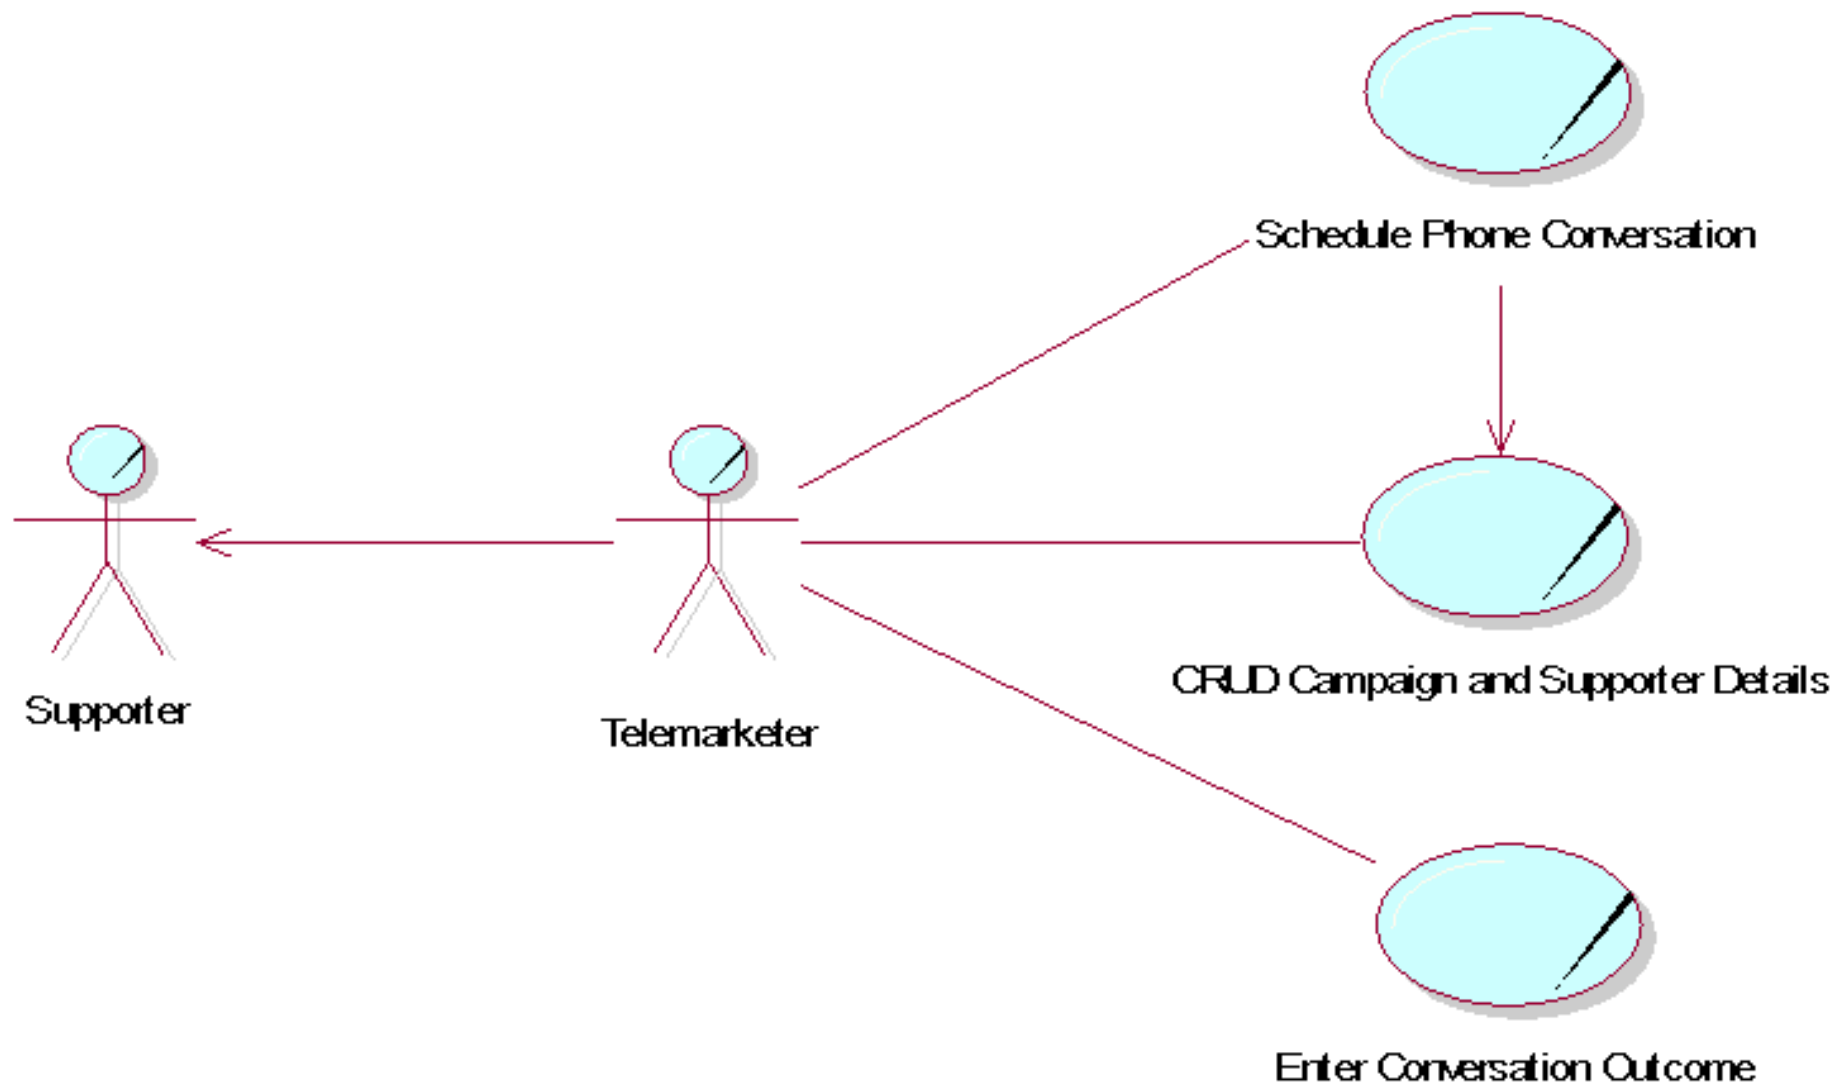 Schedule Phone Conversation
Supporter
Telemarketer
CRUD Campaign and Supporter Details
Enter Conversation Outcome